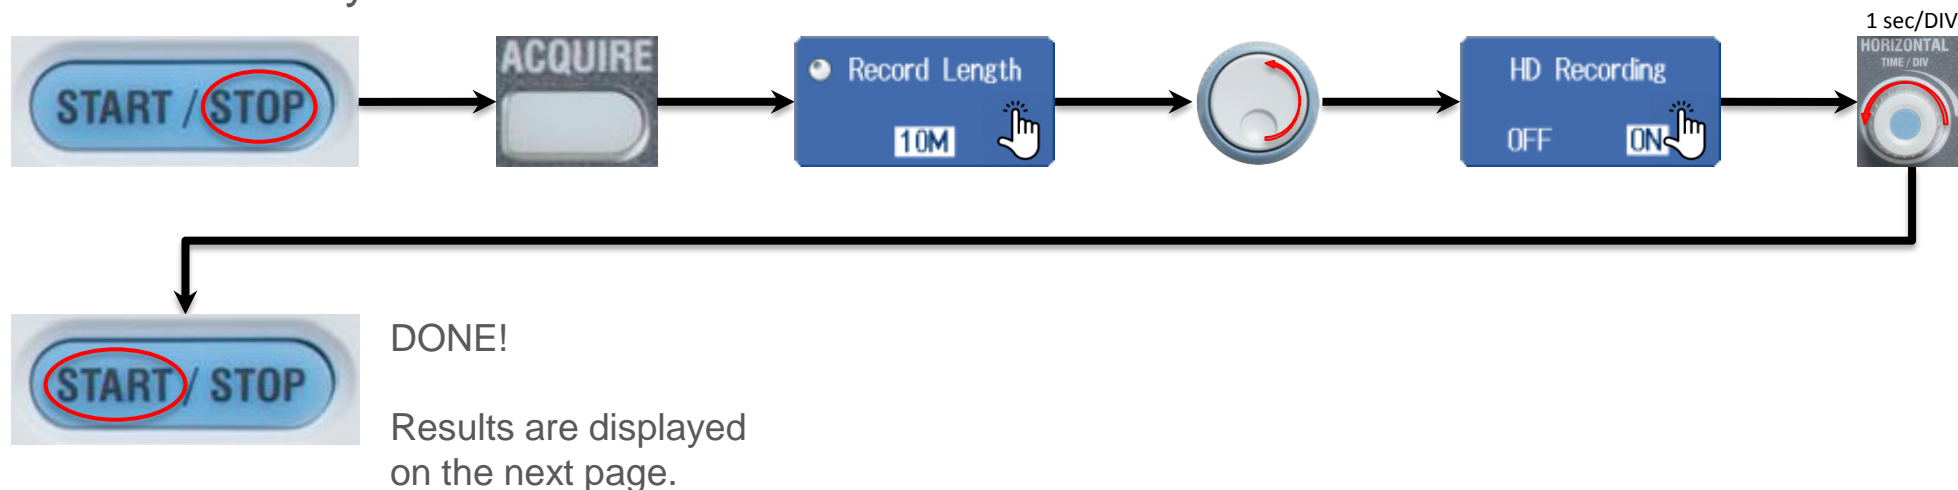 1 sec/DIV
START / STOP
ACQUIRE
Record Length
10M
HD Recording
OFF ON
HORIZONTAL
TIME / DIV
START / STOP
DONE!
Results are displayed
on the next page.